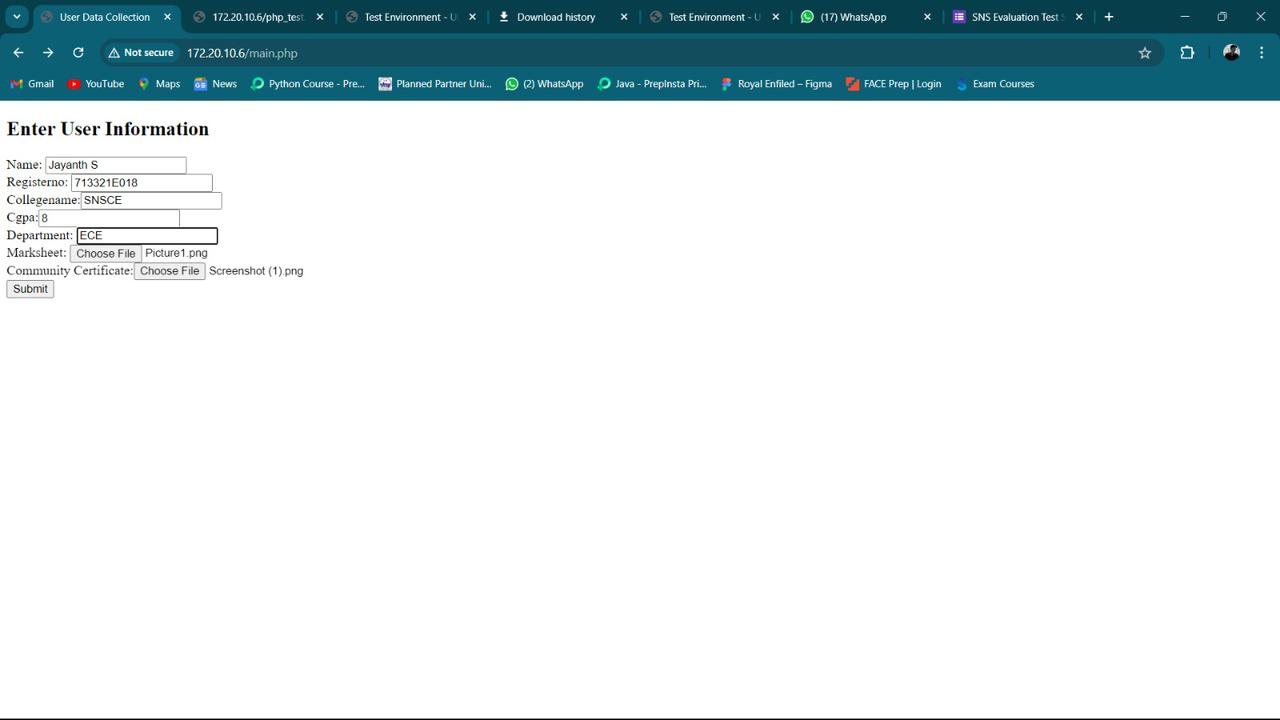 User Data Collection
172.20.10.6/php_test
Test Environment - U
Download history
Test Environment - U
(17) WhatsApp
SNS Evaluation Test S
Not secure
172.20.10.6/main.php
Gmail
YouTube
Maps
News
Python Course - Pre...
Planned Partner Uni...
(2) WhatsApp
Java - PrepInsta Pri...
Royal Enfiled – Figma
FACE Prep | Login
Exam Courses
Enter User Information
Name: Jayanth S
Registerno: 713321E018
Collegename: SNSCE
Cgpa: 8
Department: ECE
Marksheet: Choose File Picture1.png
Community Certificate: Choose File Screenshot (1).png
Submit